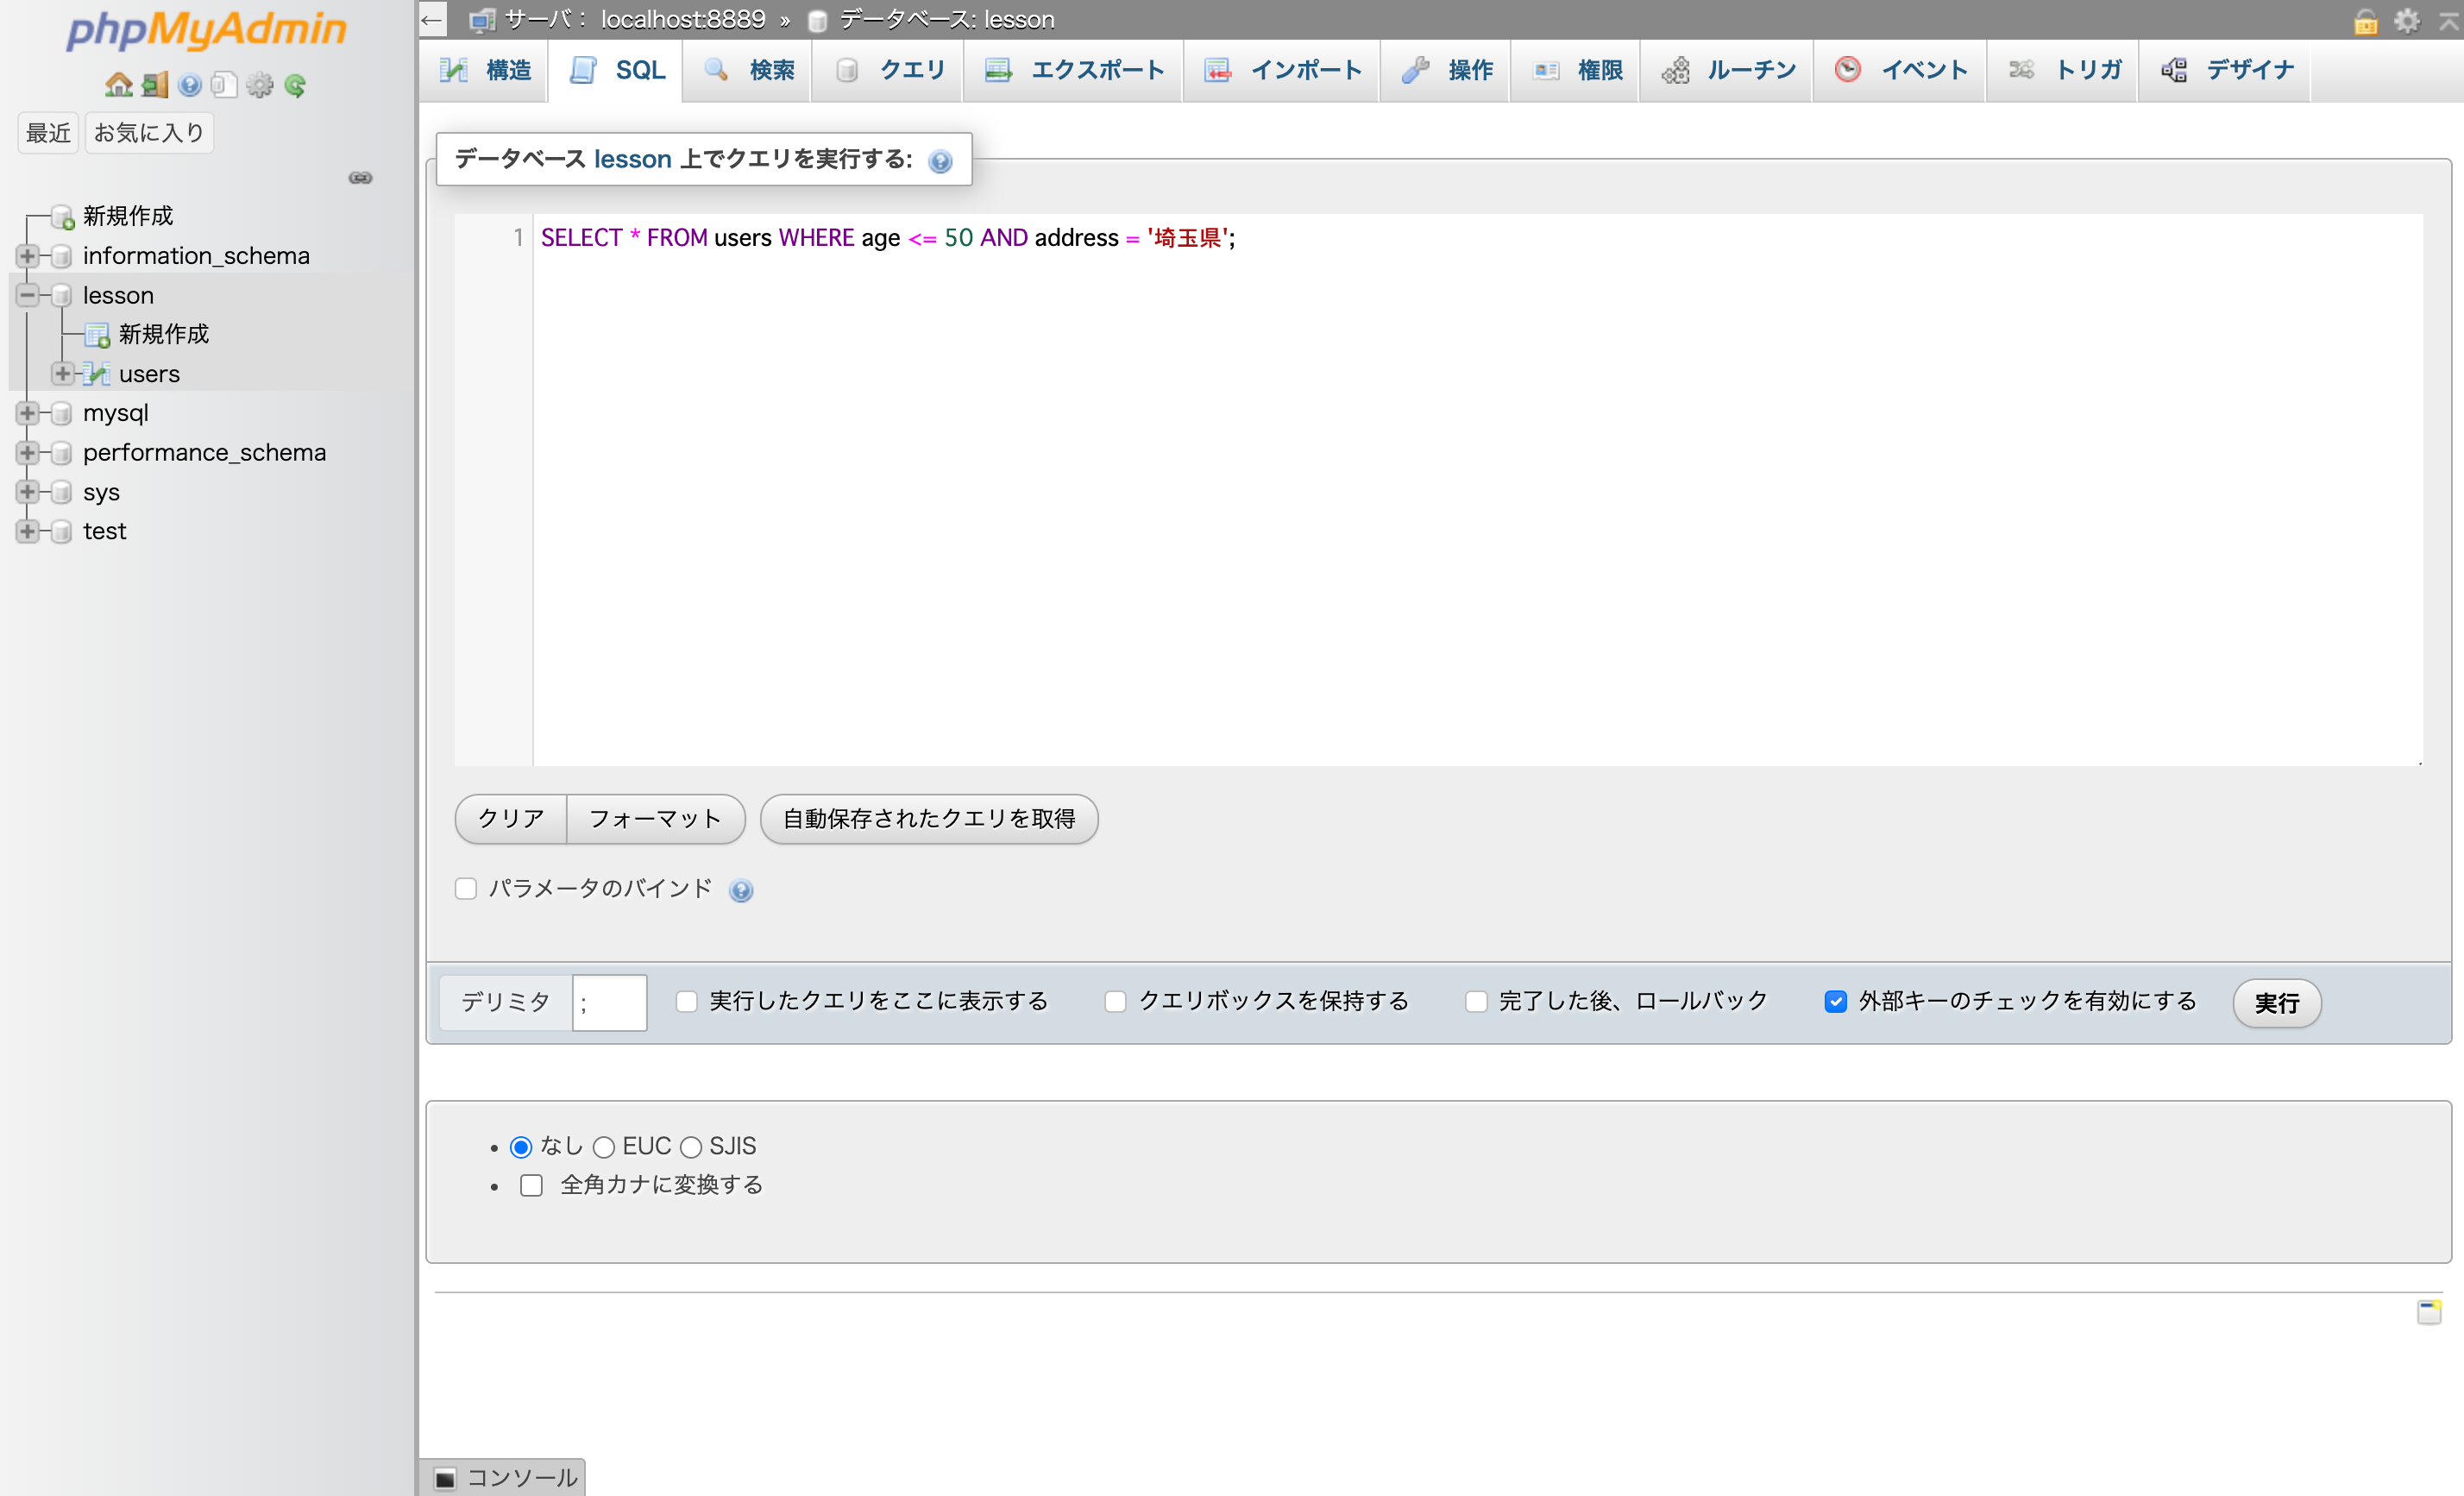 phpMyAdmin
最近 お気に入り
新規作成
information_schema
lesson
新規作成
users
mysql
performance_schema
sys
test
← サーバ： localhost:8889 » データベース: lesson
構造 SQL 検索 クエリ エクスポート インポート 操作 権限 ルーチン イベント トリガ デザイナ
データベース lesson 上でクエリを実行する:
1 SELECT * FROM users WHERE age <= 50 AND address = '埼玉県';
クリア フォーマット 自動保存されたクエリを取得
パラメータのバインド
デリミタ ; 実行したクエリをここに表示する クエリボックスを保持する 完了した後、ロールバック 外部キーのチェックを有効にする 実行
• なし EUC SJIS
• 全角カナに変換する
コンソール